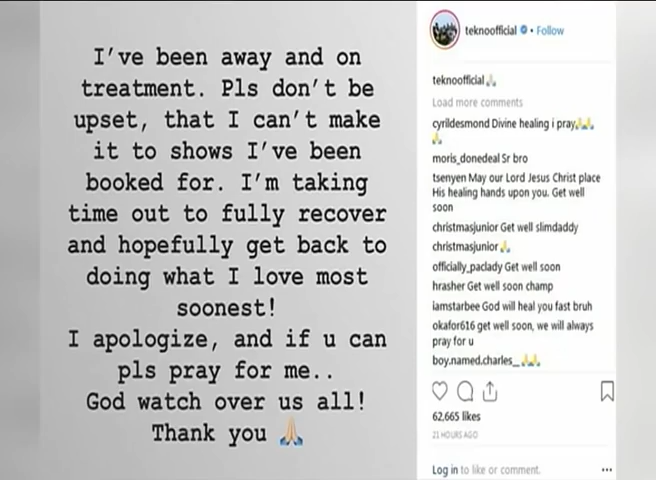 I've been away and on
treatment. Pls don't be
upset, that I can't make
it to shows I've been
booked for. I'm taking
time out to fully recover
and hopefully get back to
doing what I love most
soonest!
I apologize, and if u can
pls pray for me..
God watch over us all!
Thank you 🙏
teknoofficial • Follow
teknoofficial 🙏
Load more comments
cyrildesmond Divine healing i pray🙏🙏
🙏
moris_donedeal Sr bro
tsenyen May our Lord Jesus Christ place
His healing hands upon you. Get well
soon
christmasjunior Get well slimdaddy
christmasjunior 🙏
officially_paclady Get well soon
hrasher Get well soon champ
iamstarbee God will heal you fast bruh
okafor616 get well soon, we will always
pray for u
boy.named.charles_ 🙏🙏
62,665 likes
21 HOURS AGO
Log in to like or comment.